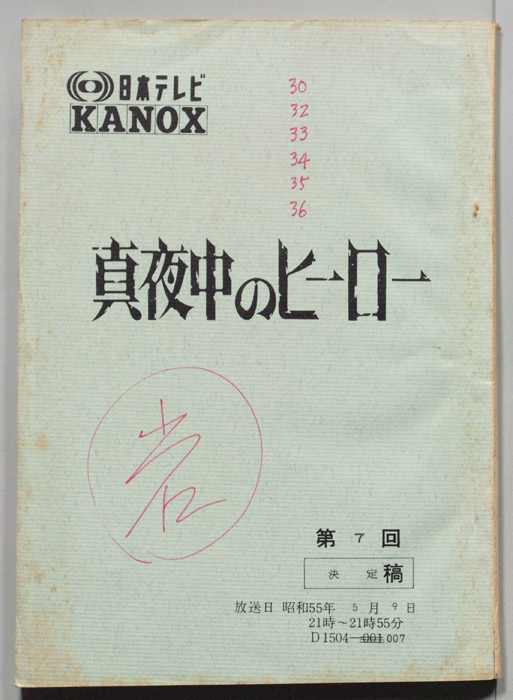 日本テレビ
KANOX
30
32
33
34
35
36
真夜中のヒーロー
岩
第 7 回
決定稿
放送日 昭和55年 5月 9日
21時~21時55分
D1504-001 007